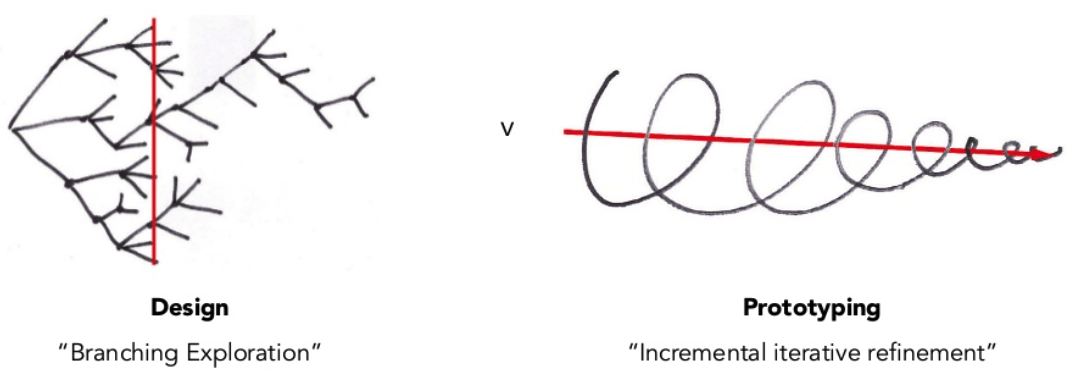 v
Design
“Branching Exploration”
Prototyping
“Incremental iterative refinement”